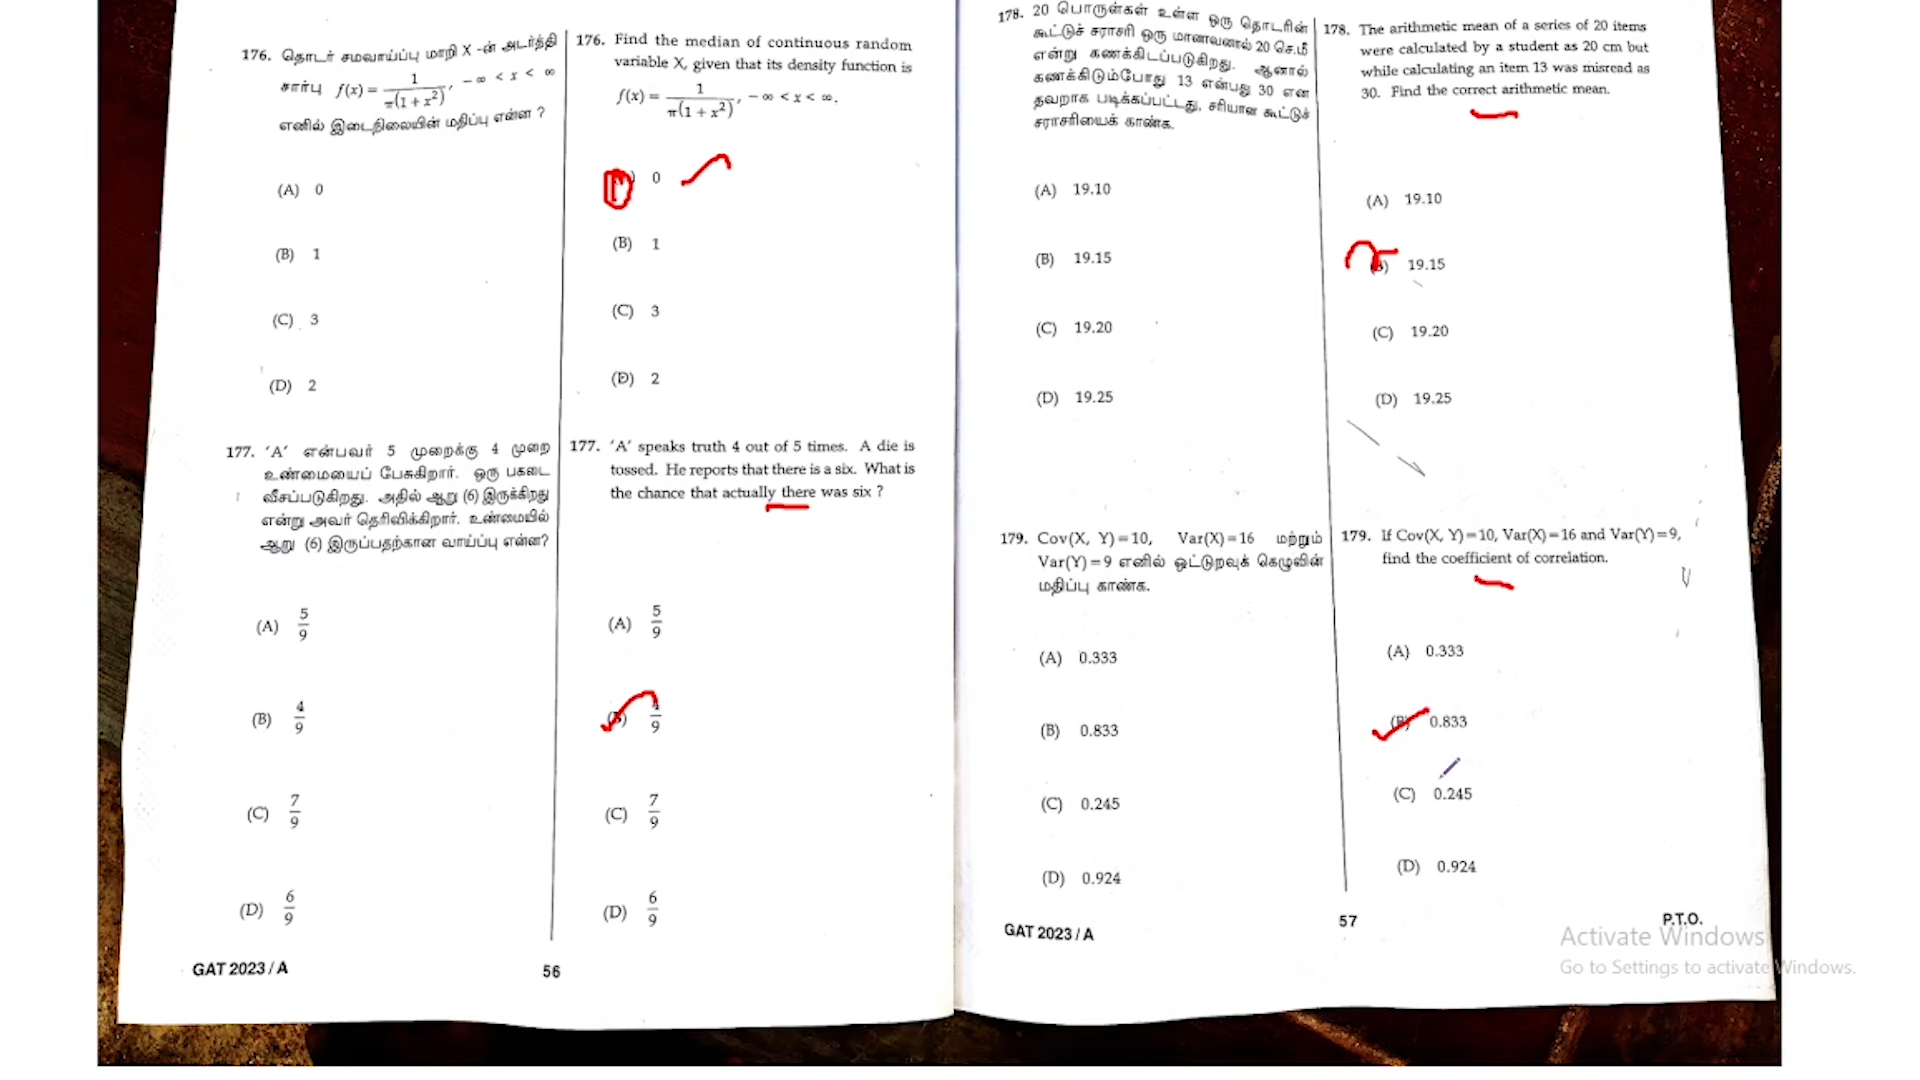 176. தொடர் சமவாய்ப்பு மாறி X -ன் அடர்த்தி
சார்பு f(x) = 1/π(1+x²), −∞ < x < ∞
எனில் இடைநிலையின் மதிப்பு என்ன ?
(A) 0
(B) 1
(C) 3
(D) 2
177. 'A' என்பவர் 5 முறைக்கு 4 முறை
உண்மையைப் பேசுகிறார். ஒரு பகடை
வீசப்படுகிறது. அதில் ஆறு (6) இருக்கிறது
என்று அவர் தெரிவிக்கிறார். உண்மையில்
ஆறு (6) இருப்பதற்கான வாய்ப்பு என்ன?
(A) 5/9
(B) 4/9
(C) 7/9
(D) 6/9
GAT 2023 / A
176. Find the median of continuous random
variable X, given that its density function is
f(x) = 1/π(1+x²), −∞ < x < ∞.
0
(B) 1
(C) 3
(D) 2
177. 'A' speaks truth 4 out of 5 times. A die is
tossed. He reports that there is a six. What is
the chance that actually there was six ?
(A) 5/9
(B) 4/9
(C) 7/9
(D) 6/9
56
178. 20 பொருள்கள் உள்ள ஒரு தொடரின்
கூட்டுச் சராசரி ஒரு மாணவனால் 20 செ.மீ
என்று கணக்கிடப்படுகிறது. ஆனால்
கணக்கிடும்போது 13 என்பது 30 என
தவறாக படிக்கப்பட்டது, சரியான கூட்டுச்
சராசரியைக் காண்க.
(A) 19.10
(B) 19.15
(C) 19.20
(D) 19.25
179. Cov(X, Y)=10, Var(X)=16 மற்றும்
Var(Y)=9 எனில் ஒட்டுறவுக் கெழுவின்
மதிப்பு காண்க.
(A) 0.333
(B) 0.833
(C) 0.245
(D) 0.924
GAT 2023 / A
178. The arithmetic mean of a series of 20 items
were calculated by a student as 20 cm but
while calculating an item 13 was misread as
30. Find the correct arithmetic mean.
(A) 19.10
(B) 19.15
(C) 19.20
(D) 19.25
179. If Cov(X, Y)=10, Var(X)=16 and Var(Y)=9,
find the coefficient of correlation.
(A) 0.333
(B) 0.833
(C) 0.245
(D) 0.924
57
P.T.O.
Activate Windows
Go to Settings to activate Windows.